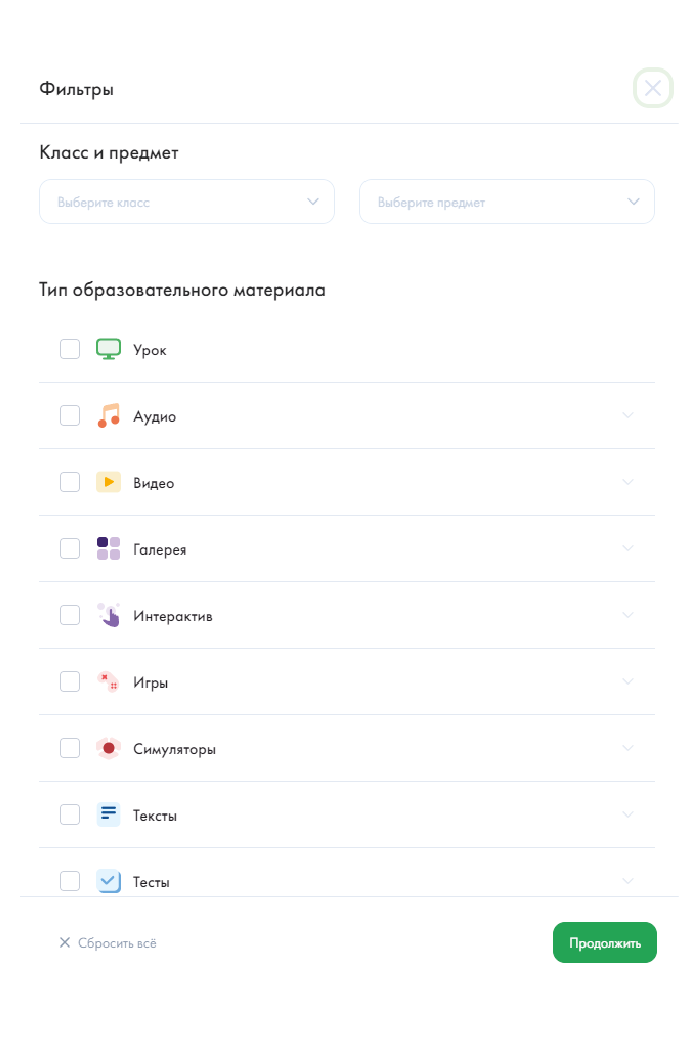 Фильтры
Класс и предмет
Выберите класс
Выберите предмет
Тип образовательного материала
Урок
Аудио
Видео
Галерея
Интерактив
Игры
Симуляторы
Тексты
Тесты
Сбросить всё
Продолжить